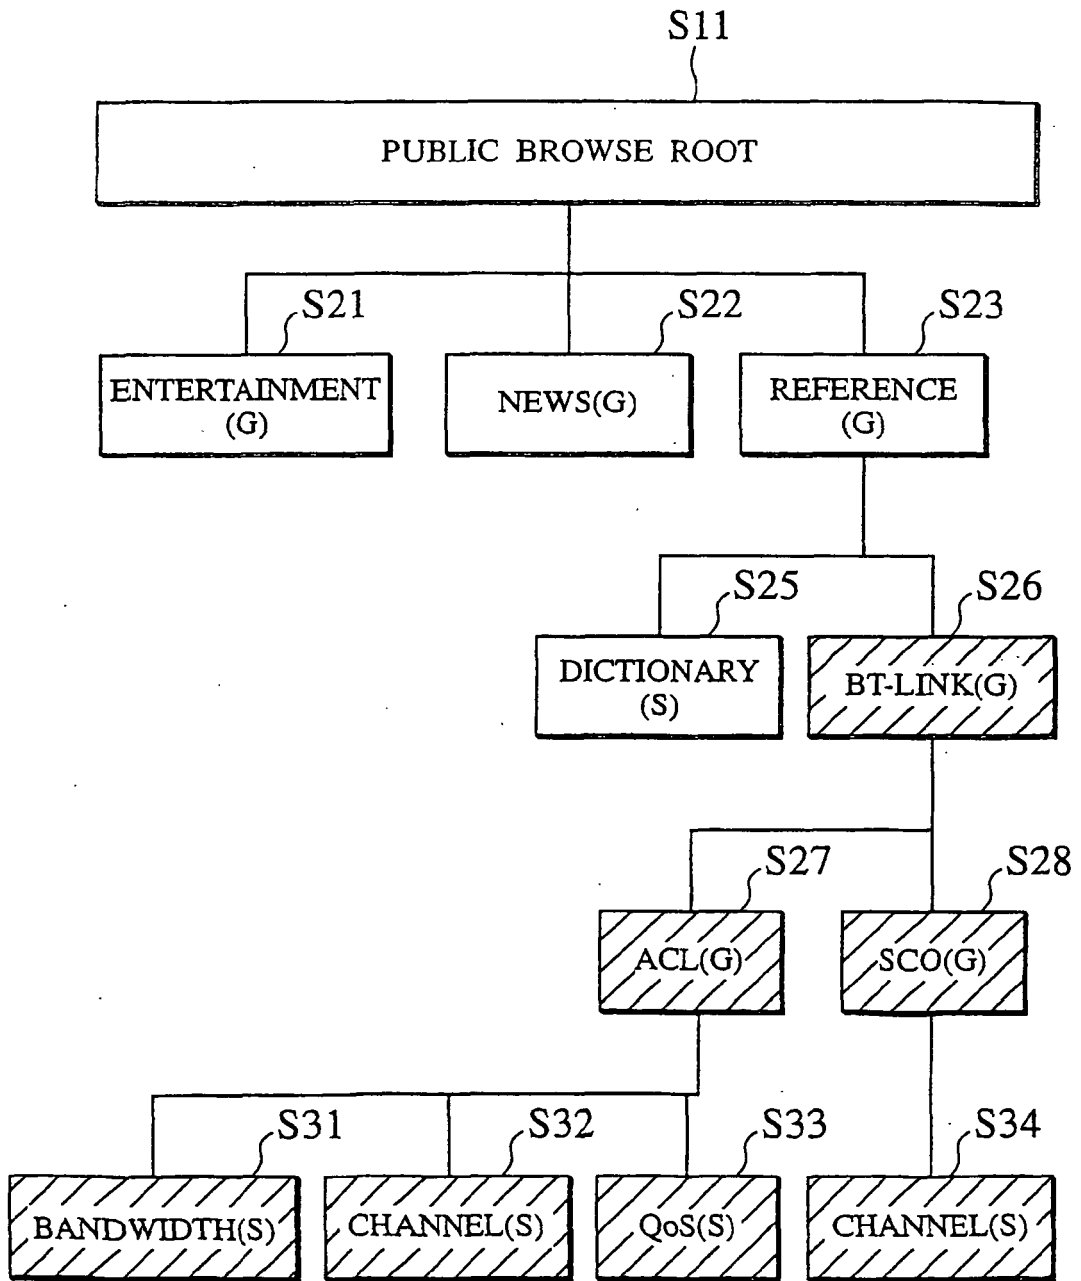 S11
PUBLIC BROWSE ROOT
S21
S22
S23
ENTERTAINMENT
(G)
NEWS(G)
REFERENCE
(G)
S25
S26
DICTIONARY
(S)
BT-LINK(G)
S27
S28
ACL(G)
SCO(G)
S31
S32
S33
S34
BANDWIDTH(S)
CHANNEL(S)
QoS(S)
CHANNEL(S)